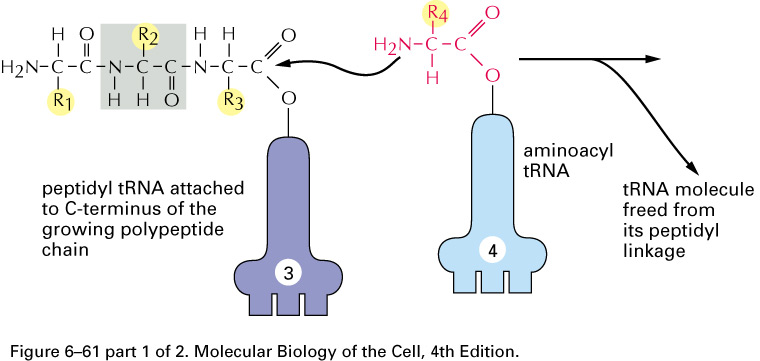 H O R2 H H O
H2N–C–C–N–C–C–N–C–C
R1 H H O R3 O
R4 O
H2N–C–C
H O
peptidyl tRNA attached
to C-terminus of the
growing polypeptide
chain
3
aminoacyl
tRNA
4
tRNA molecule
freed from
its peptidyl
linkage
Figure 6–61 part 1 of 2. Molecular Biology of the Cell, 4th Edition.